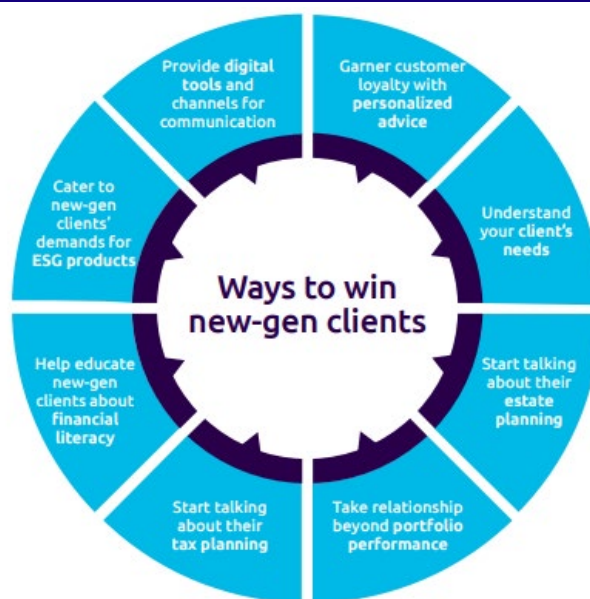 Ways to win
new-gen clients
Garner customer
loyalty with
personalized
advice
Understand
your client's
needs
Start talking
about their
estate
planning
Take relationship
beyond portfolio
performance
Start talking
about their
tax planning
Help educate
new-gen
clients about
financial
literacy
Cater to
new-gen
clients'
demands for
ESG products
Provide digital
tools and
channels for
communication